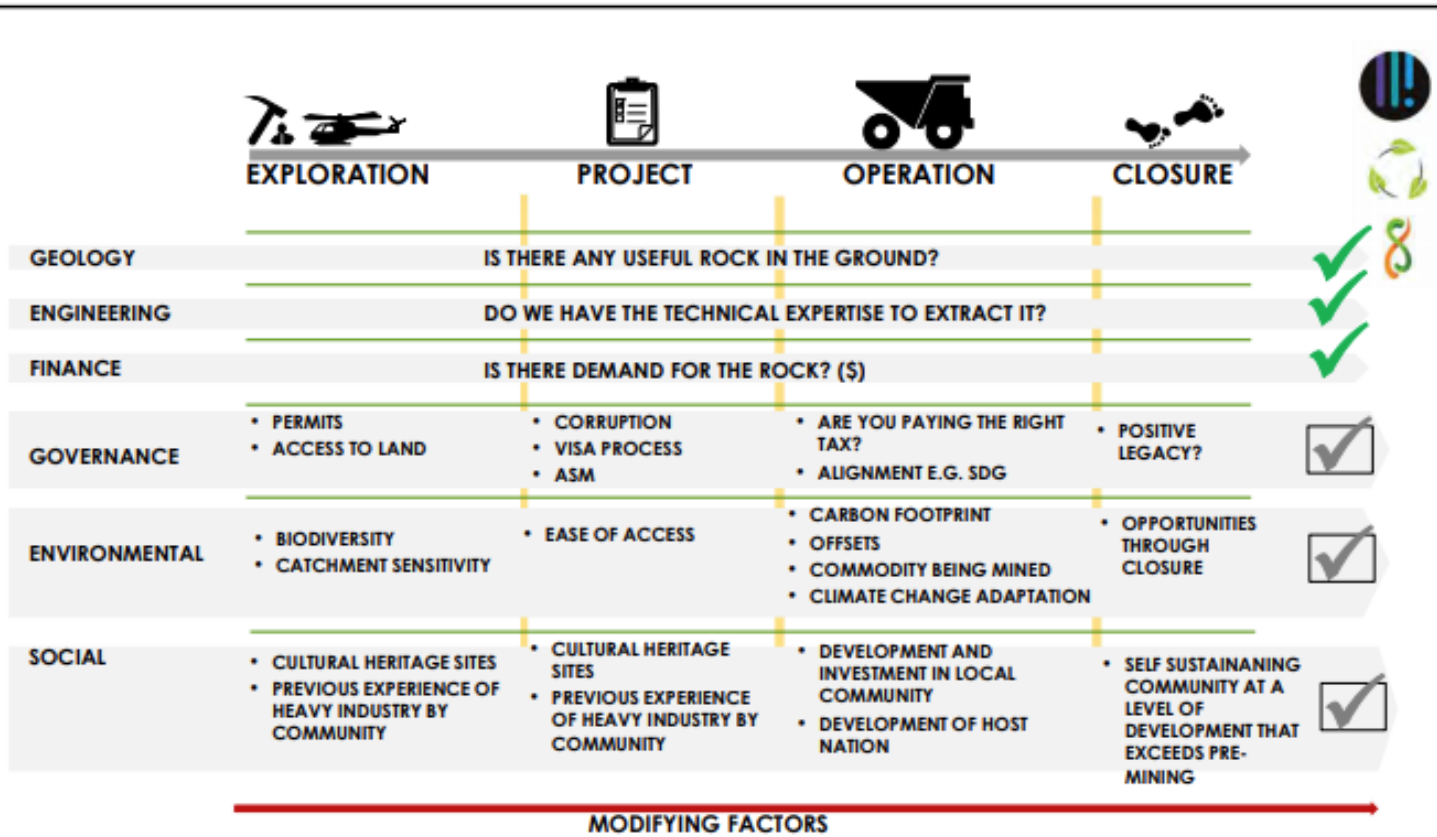 EXPLORATION
PROJECT
OPERATION
CLOSURE
GEOLOGY
IS THERE ANY USEFUL ROCK IN THE GROUND?
ENGINEERING
DO WE HAVE THE TECHNICAL EXPERTISE TO EXTRACT IT?
FINANCE
IS THERE DEMAND FOR THE ROCK? ($)
GOVERNANCE
• PERMITS
• ACCESS TO LAND
• CORRUPTION
• VISA PROCESS
• ASM
• ARE YOU PAYING THE RIGHT
TAX?
• ALIGNMENT E.G. SDG
• POSITIVE
LEGACY?
ENVIRONMENTAL
• BIODIVERSITY
• CATCHMENT SENSITIVITY
• EASE OF ACCESS
• CARBON FOOTPRINT
• OFFSETS
• COMMODITY BEING MINED
• CLIMATE CHANGE ADAPTATION
• OPPORTUNITIES
THROUGH
CLOSURE
SOCIAL
• CULTURAL HERITAGE SITES
• PREVIOUS EXPERIENCE OF
HEAVY INDUSTRY BY
COMMUNITY
• CULTURAL HERITAGE
SITES
• PREVIOUS EXPERIENCE
OF HEAVY INDUSTRY BY
COMMUNITY
• DEVELOPMENT AND
INVESTMENT IN LOCAL
COMMUNITY
• DEVELOPMENT OF HOST
NATION
• SELF SUSTAINANING
COMMUNITY AT A
LEVEL OF
DEVELOPMENT THAT
EXCEEDS PRE-
MINING
MODIFYING FACTORS